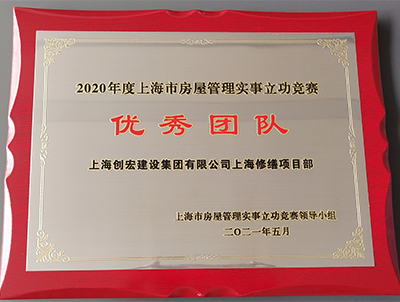 2020年度上海市房屋管理实事立功竞赛
优秀团队
上海创宏建设集团有限公司上海修缮项目部
上海市房屋管理实事立功竞赛领导小组
二〇二一年五月